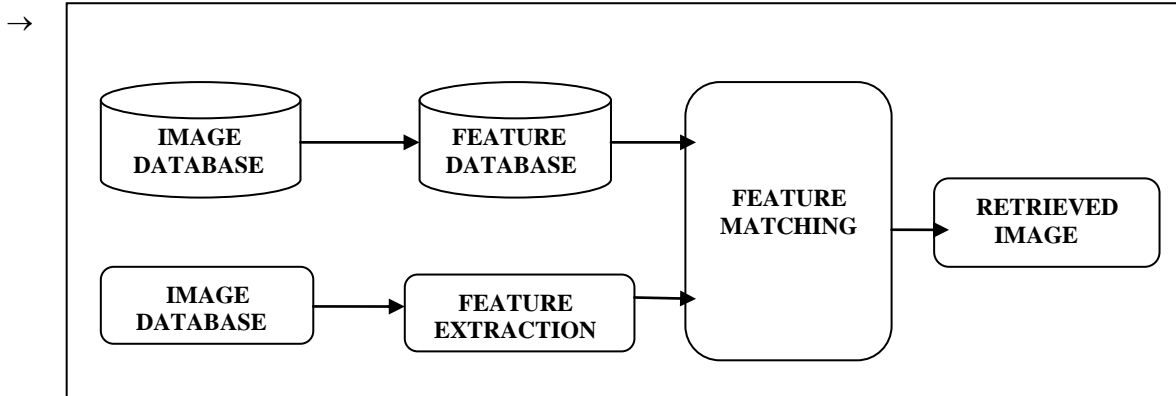 →
IMAGE
DATABASE
FEATURE
DATABASE
FEATURE
MATCHING
RETRIEVED
IMAGE
IMAGE
DATABASE
FEATURE
EXTRACTION